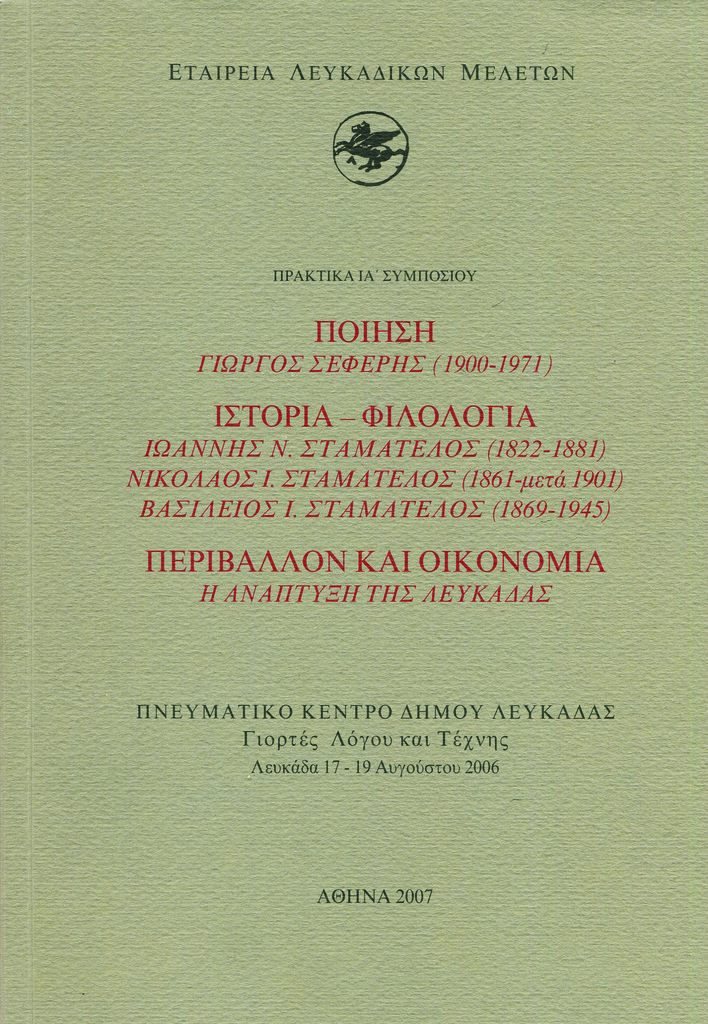 ΕΤΑΙΡΕΙΑ ΛΕΥΚΑΔΙΚΩΝ ΜΕΛΕΤΩΝ
ΠΡΑΚΤΙΚΑ ΙΑ΄ ΣΥΜΠΟΣΙΟΥ
ΠΟΙΗΣΗ
ΓΙΩΡΓΟΣ ΣΕΦΕΡΗΣ (1900-1971)
ΙΣΤΟΡΙΑ – ΦΙΛΟΛΟΓΙΑ
ΙΩΑΝΝΗΣ Ν. ΣΤΑΜΑΤΕΛΟΣ (1822-1881)
ΝΙΚΟΛΑΟΣ Ι. ΣΤΑΜΑΤΕΛΟΣ (1861-μετά 1901)
ΒΑΣΙΛΕΙΟΣ Ι. ΣΤΑΜΑΤΕΛΟΣ (1869-1945)
ΠΕΡΙΒΑΛΛΟΝ ΚΑΙ ΟΙΚΟΝΟΜΙΑ
Η ΑΝΑΠΤΥΞΗ ΤΗΣ ΛΕΥΚΑΔΑΣ
ΠΝΕΥΜΑΤΙΚΟ ΚΕΝΤΡΟ ΔΗΜΟΥ ΛΕΥΚΑΔΑΣ
Γιορτές Λόγου και Τέχνης
Λευκάδα 17 - 19 Αυγούστου 2006
ΑΘΗΝΑ 2007